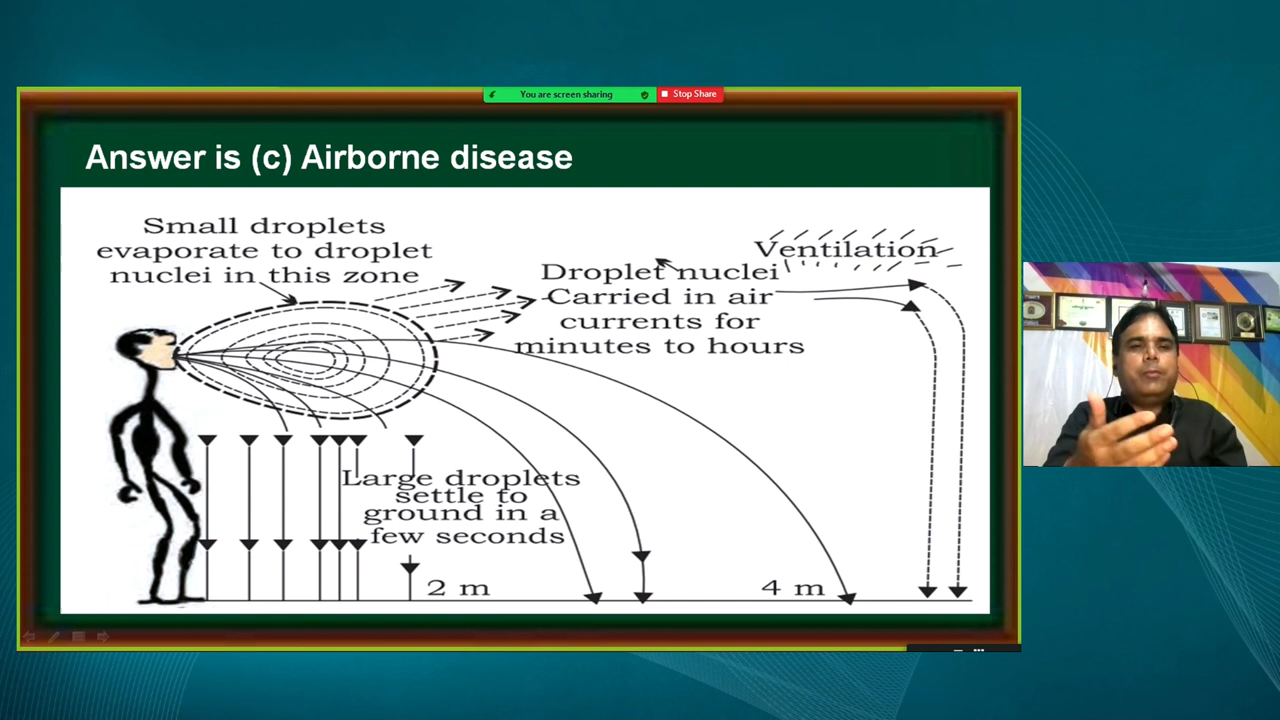 You are screen sharing
Stop Share
Answer is (c) Airborne disease
Small droplets
evaporate to droplet
nuclei in this zone
Ventilation
Droplet nuclei
Carried in air
currents for
minutes to hours
Large droplets
settle to
ground in a
few seconds
2 m
4 m